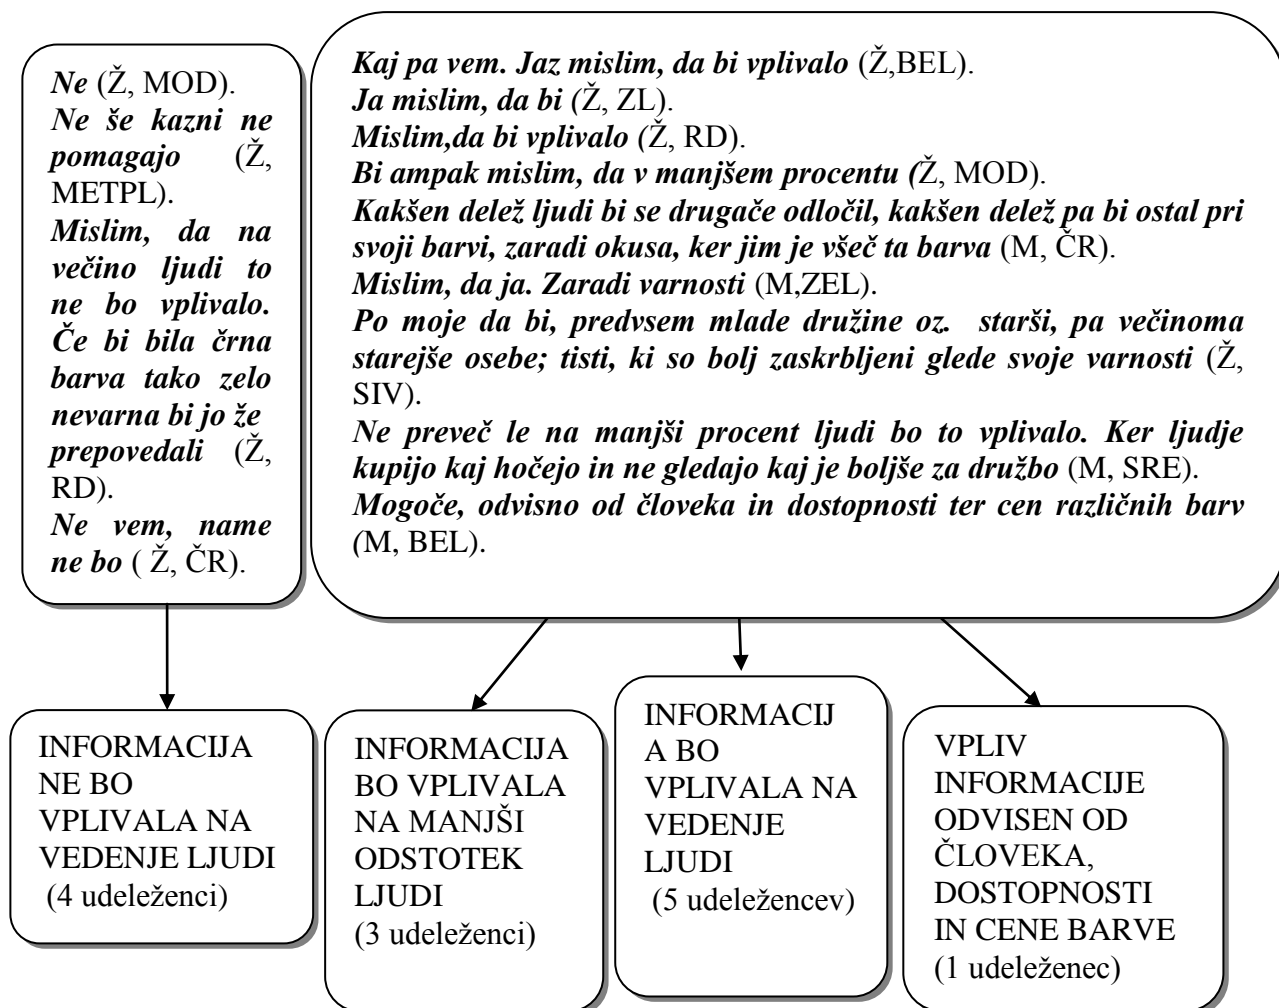 Ne (Ž, MOD).
Ne še kazni ne
pomagajo (Ž,
METPL).
Mislim, da na
večino ljudi to
ne bo vplivalo.
Če bi bila črna
barva tako zelo
nevarna bi jo že
prepovedali (Ž,
RD).
Ne vem, name
ne bo ( Ž, ČR).
Kaj pa vem. Jaz mislim, da bi vplivalo (Ž,BEL).
Ja mislim, da bi (Ž, ZL).
Mislim,da bi vplivalo (Ž, RD).
Bi ampak mislim, da v manjšem procentu (Ž, MOD).
Kakšen delež ljudi bi se drugače odločil, kakšen delež pa bi ostal pri
svoji barvi, zaradi okusa, ker jim je všeč ta barva (M, ČR).
Mislim, da ja. Zaradi varnosti (M,ZEL).
Po moje da bi, predvsem mlade družine oz. starši, pa večinoma
starejše osebe; tisti, ki so bolj zaskrbljeni glede svoje varnosti (Ž,
SIV).
Ne preveč le na manjši procent ljudi bo to vplivalo. Ker ljudje
kupijo kaj hočejo in ne gledajo kaj je boljše za družbo (M, SRE).
Mogoče, odvisno od človeka in dostopnosti ter cen različnih barv
(M, BEL).
INFORMACIJA
NE BO
VPLIVALA NA
VEDENJE LJUDI
(4 udeleženci)
INFORMACIJA
BO VPLIVALA
NA MANJŠI
ODSTOTEK
LJUDI
(3 udeleženci)
INFORMACIJ
A BO
VPLIVALA NA
VEDENJE
LJUDI
(5 udeležencev)
VPLIV
INFORMACIJE
ODVISEN OD
ČLOVEKA,
DOSTOPNOSTI
IN CENE BARVE
(1 udeleženec)